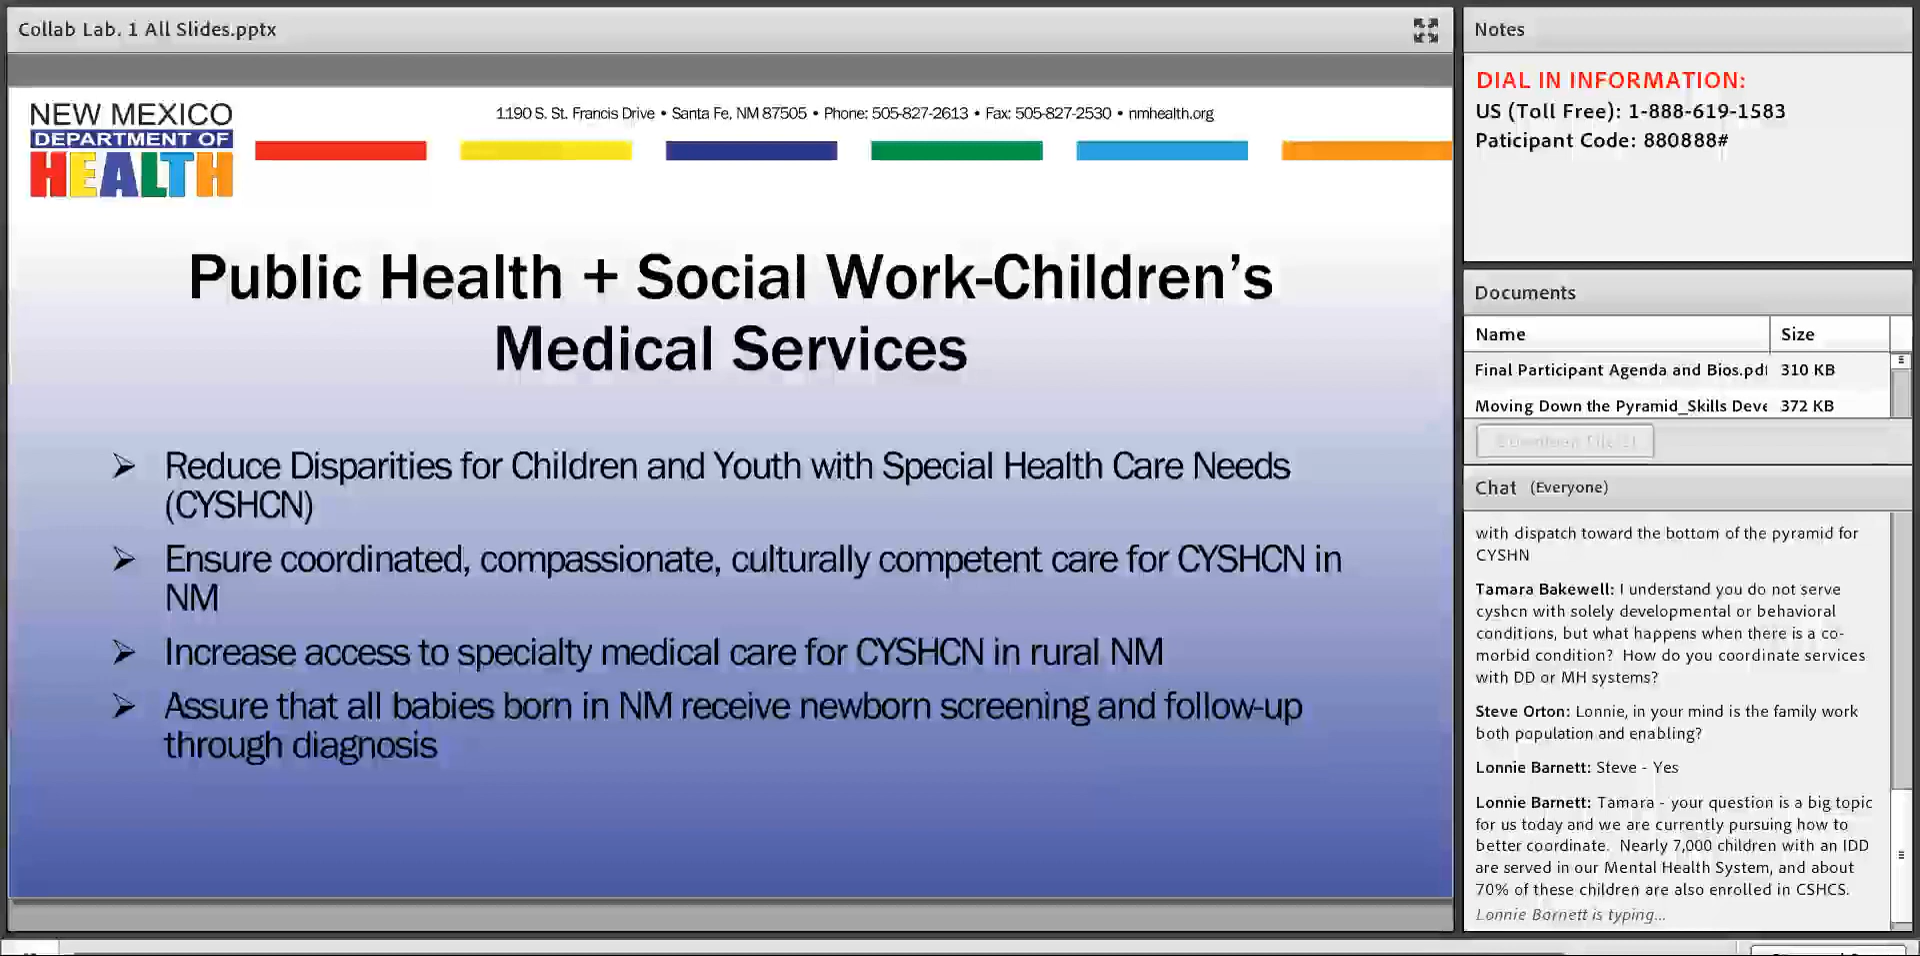 Collab Lab. 1 All Slides.pptx
NEW MEXICO
DEPARTMENT OF
HEALTH
1190 S. St. Francis Drive • Santa Fe, NM 87505 • Phone: 505-827-2613 • Fax: 505-827-2530 • nmhealth.org
Public Health + Social Work-Children's
Medical Services
➢ Reduce Disparities for Children and Youth with Special Health Care Needs
(CYSHCN)
➢ Ensure coordinated, compassionate, culturally competent care for CYSHCN in
NM
➢ Increase access to specialty medical care for CYSHCN in rural NM
➢ Assure that all babies born in NM receive newborn screening and follow-up
through diagnosis
Notes
DIAL IN INFORMATION:
US (Toll Free): 1-888-619-1583
Paticipant Code: 880888#
Documents
Name Size
Final Participant Agenda and Bios.pdf 310 KB
Moving Down the Pyramid_Skills Deve 372 KB
Download File(s)
Chat (Everyone)
with dispatch toward the bottom of the pyramid for
CYSHN
Tamara Bakewell: I understand you do not serve
cyshcn with solely developmental or behavioral
conditions, but what happens when there is a co-
morbid condition? How do you coordinate services
with DD or MH systems?
Steve Orton: Lonnie, in your mind is the family work
both population and enabling?
Lonnie Barnett: Steve - Yes
Lonnie Barnett: Tamara - your question is a big topic
for us today and we are currently pursuing how to
better coordinate. Nearly 7,000 children with an IDD
are served in our Mental Health System, and about
70% of these children are also enrolled in CSHCS.
Lonnie Barnett is typing...